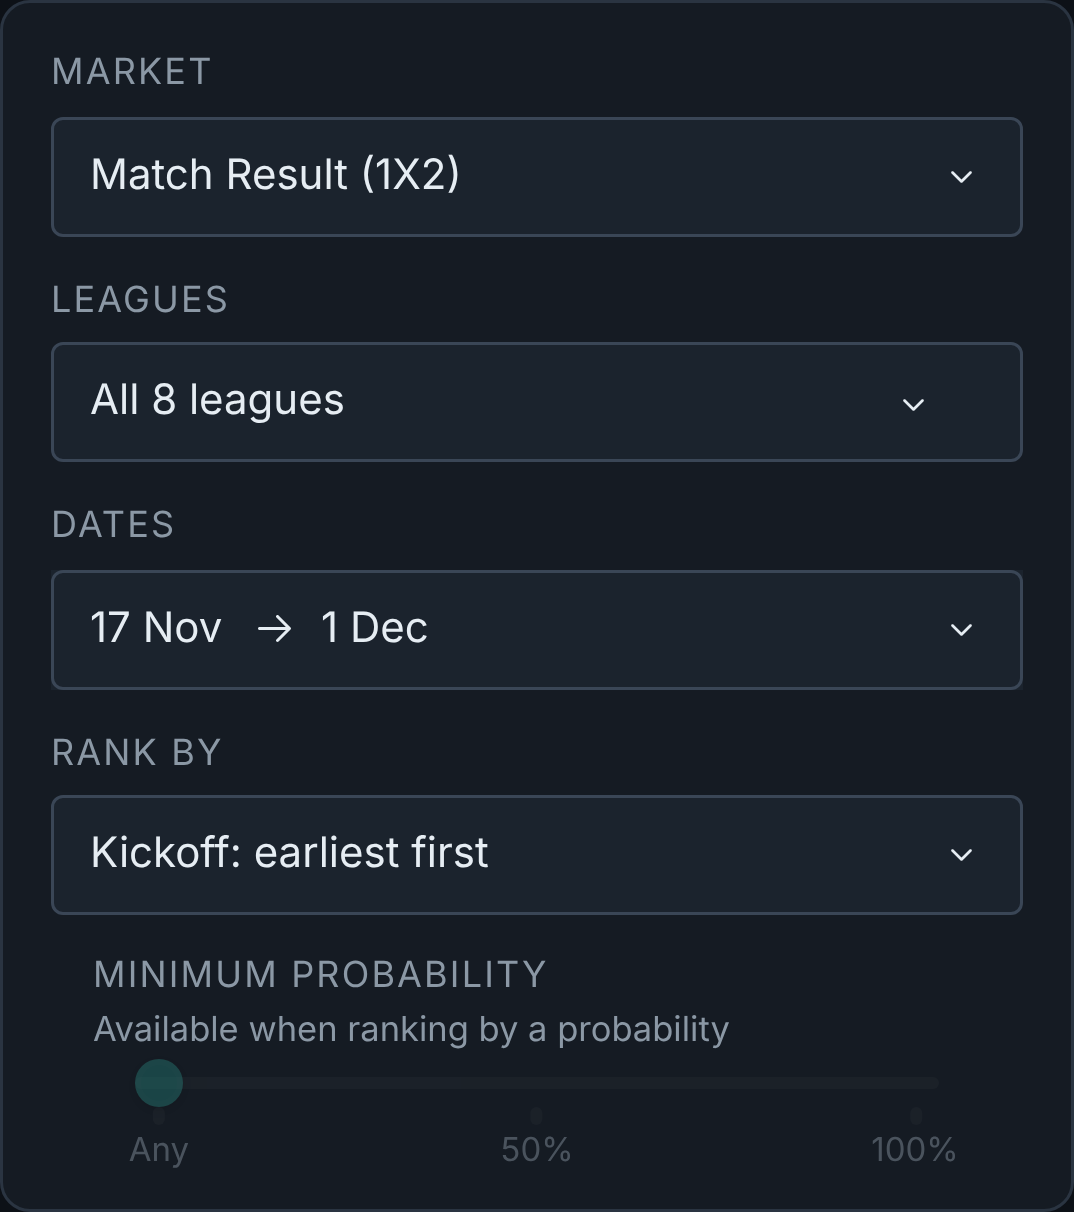 MARKET
Match Result (1X2)
LEAGUES
All 8 leagues
DATES
17 Nov → 1 Dec
RANK BY
Kickoff: earliest first
MINIMUM PROBABILITY
Available when ranking by a probability
Any 50% 100%